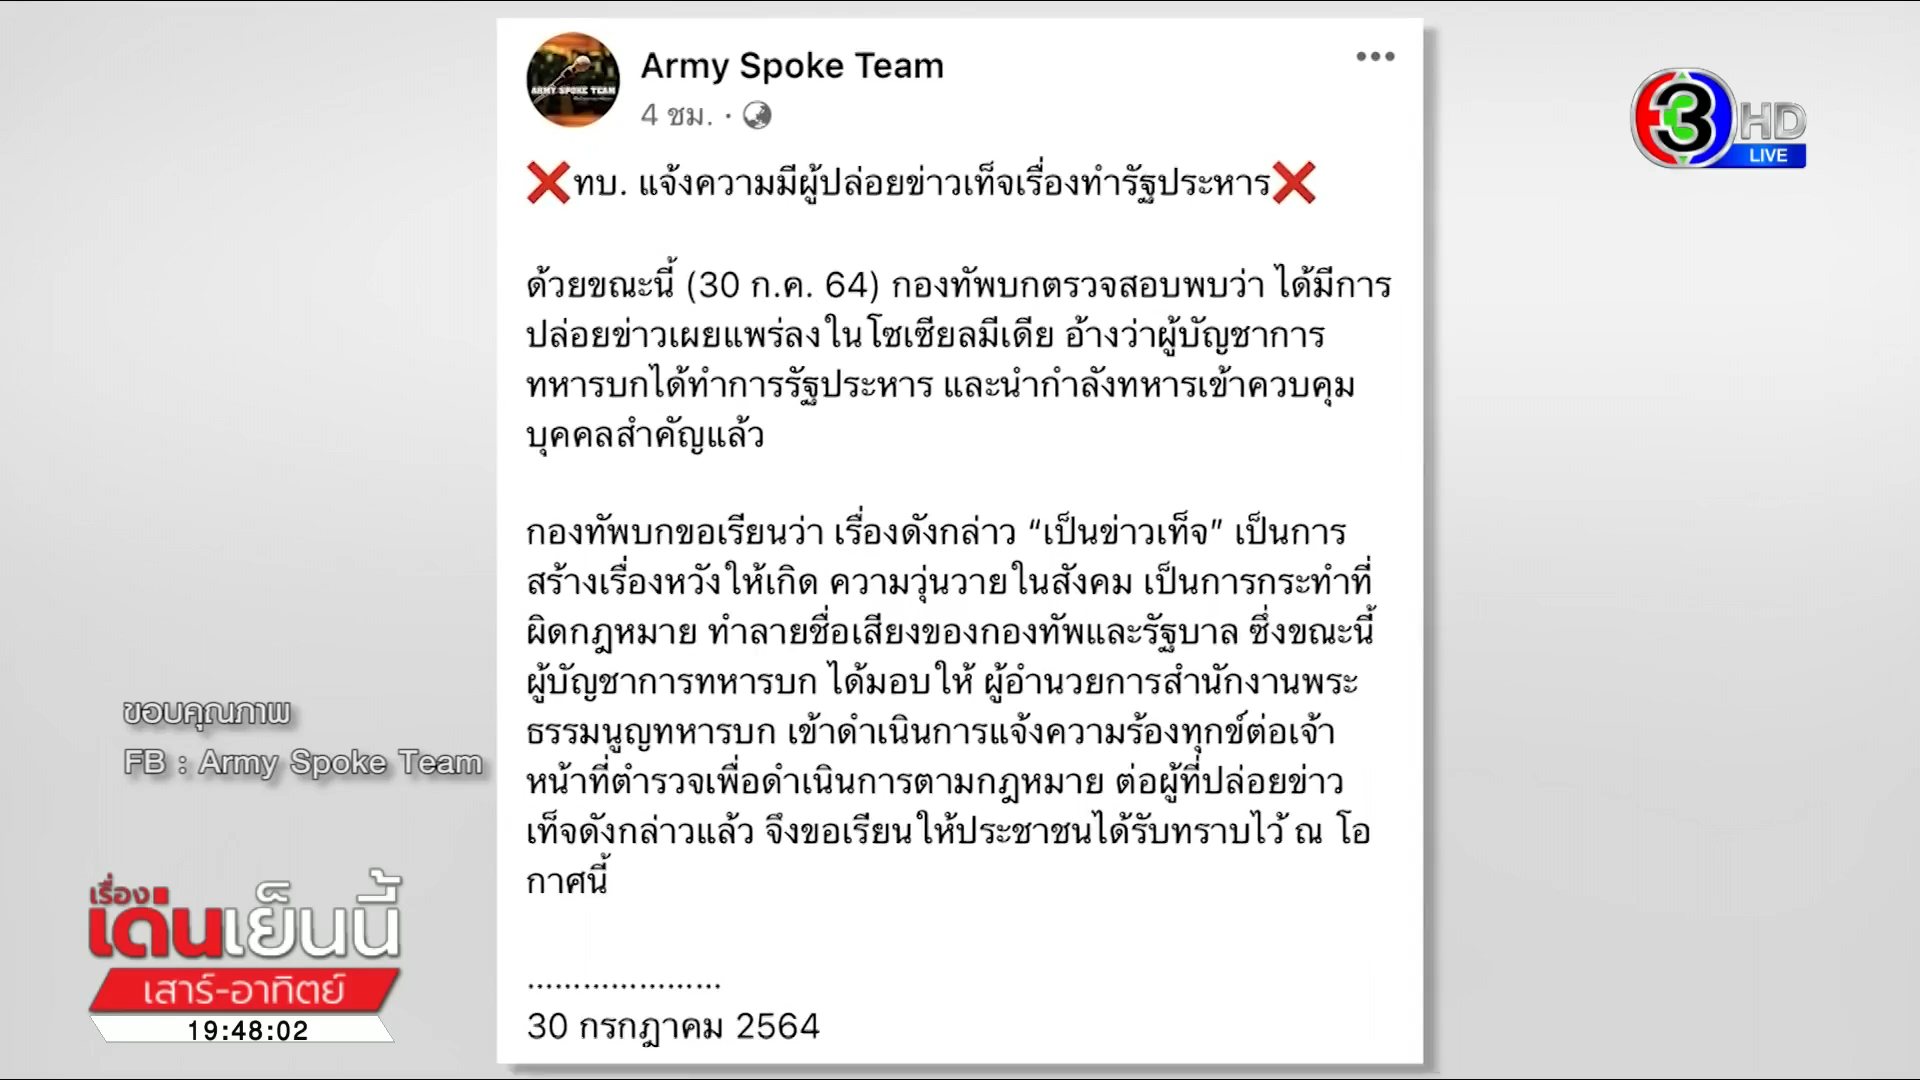 Army Spoke Team
4 ชม. ·
ARMY SPOKE TEAM
3 HD
LIVE
❌ทบ. แจ้งความมีผู้ปล่อยข่าวเท็จเรื่องทำรัฐประหาร❌
ด้วยขณะนี้ (30 ก.ค. 64) กองทัพบกตรวจสอบพบว่า ได้มีการ
ปล่อยข่าวเผยแพร่ลงในโซเซียลมีเดีย อ้างว่าผู้บัญชาการ
ทหารบกได้ทำการรัฐประหาร และนำกำลังทหารเข้าควบคุม
บุคคลสำคัญแล้ว
กองทัพบกขอเรียนว่า เรื่องดังกล่าว “เป็นข่าวเท็จ” เป็นการ
สร้างเรื่องหวังให้เกิด ความวุ่นวายในสังคม เป็นการกระทำที่
ผิดกฎหมาย ทำลายชื่อเสียงของกองทัพและรัฐบาล ซึ่งขณะนี้
ผู้บัญชาการทหารบก ได้มอบให้ ผู้อำนวยการสำนักงานพระ
ธรรมนูญทหารบก เข้าดำเนินการแจ้งความร้องทุกข์ต่อเจ้า
หน้าที่ตำรวจเพื่อดำเนินการตามกฎหมาย ต่อผู้ที่ปล่อยข่าว
เท็จดังกล่าวแล้ว จึงขอเรียนให้ประชาชนได้รับทราบไว้ ณ โอ
กาศนี้
.....................
30 กรกฎาคม 2564
ขอบคุณภาพ
FB : Army Spoke Team
เรื่อง
เด่นเย็นนี้
เสาร์-อาทิตย์
19:48:02